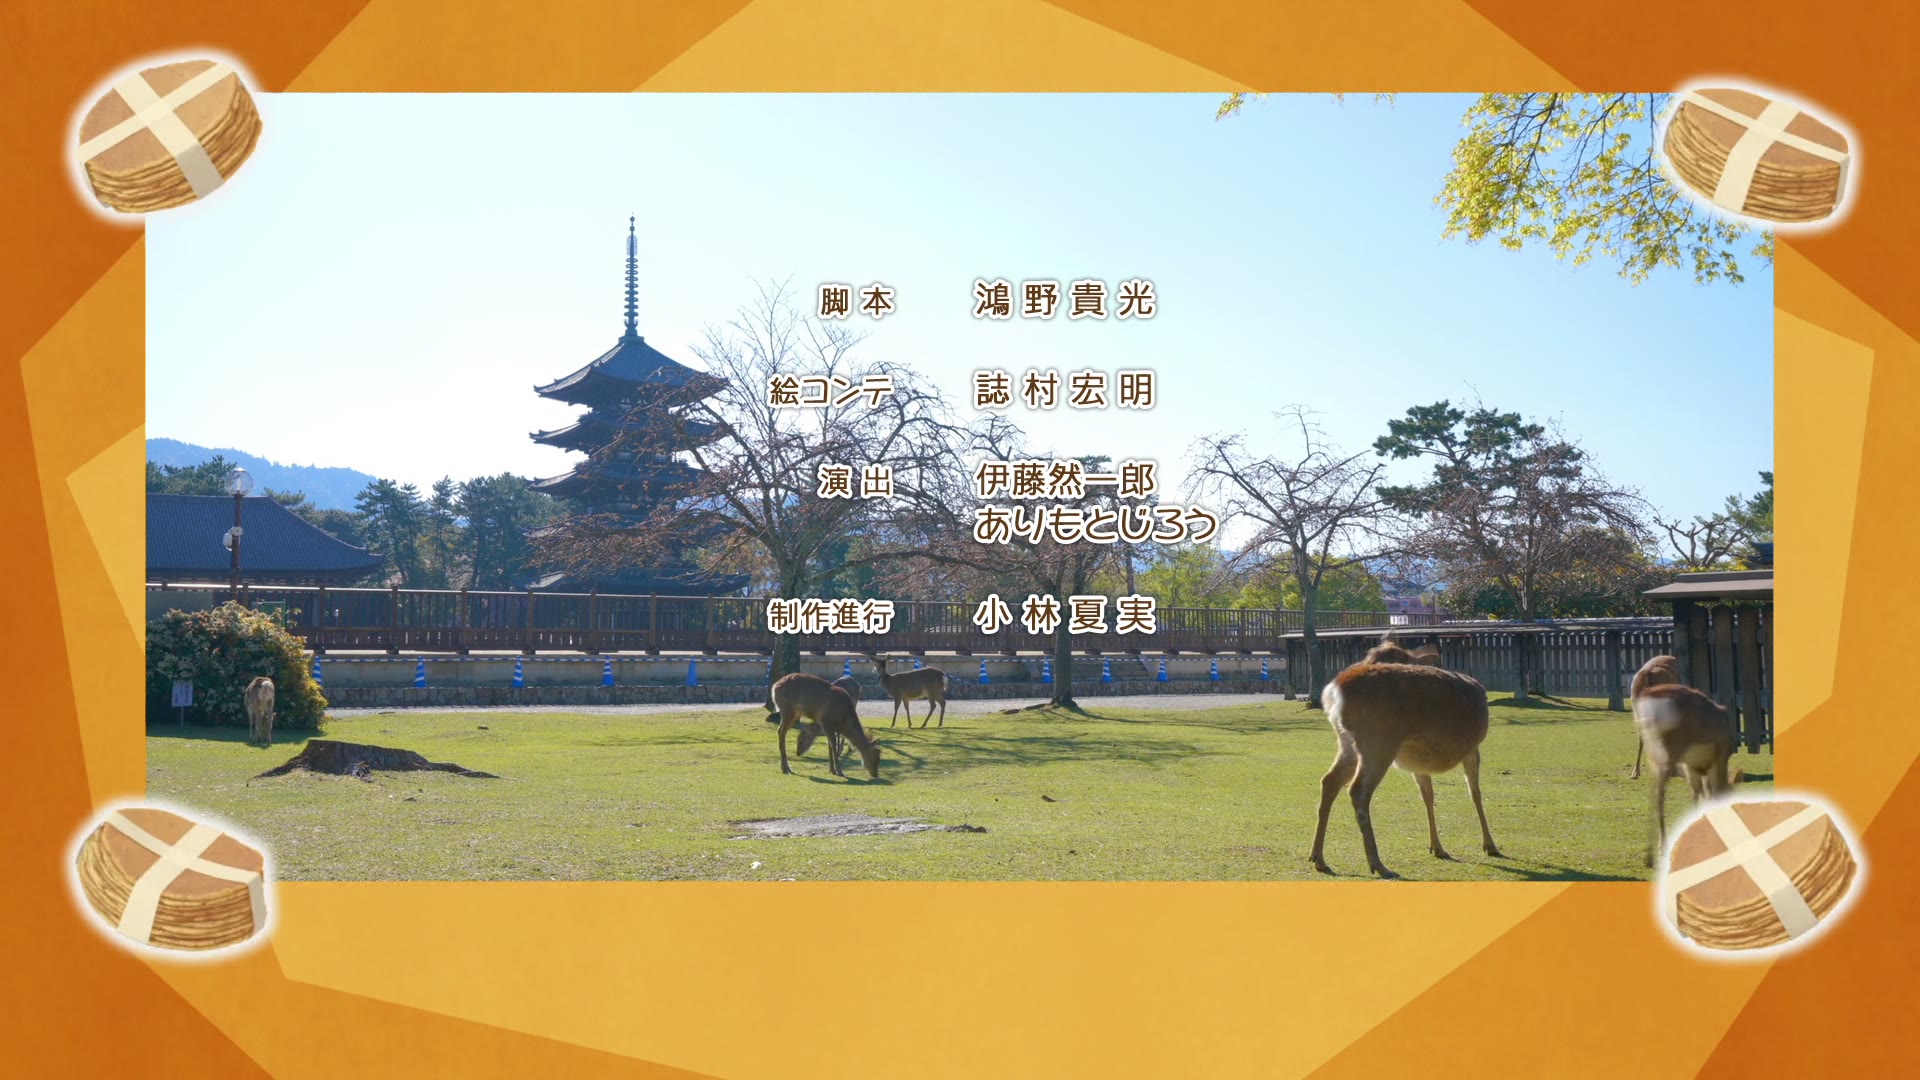 脚本 鴻野貴光
絵コンテ 誌村宏明
演出 伊藤然一郎
ありもとじろう
制作進行 小林夏実